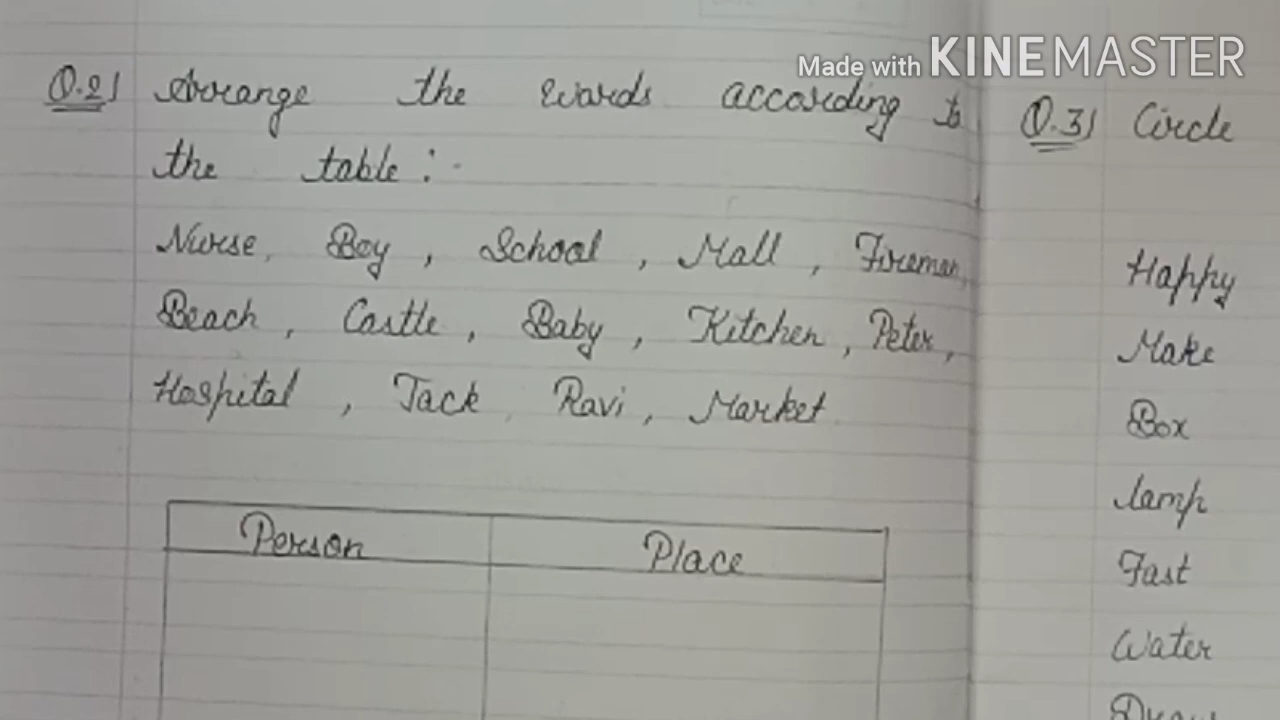 Made with KINEMASTER
Q.2) Arrange the words according to
the table :-
Nurse, Boy, School, Mall, Fireman,
Beach, Castle, Baby, Kitchen, Peter,
Hospital, Jack, Ravi, Market
Person Place
Q.3) Circle
Happy
Make
Box
Lamp
Fast
Water
Draw